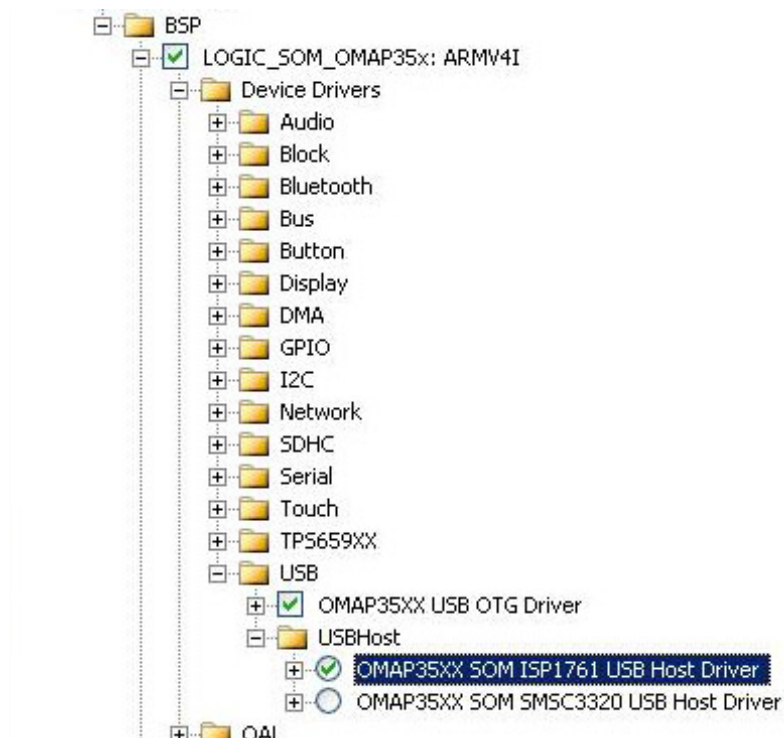 BSP
LOGIC_SOM_OMAP35x: ARMV4I
Device Drivers
Audio
Block
Bluetooth
Bus
Button
Display
DMA
GPIO
I2C
Network
SDHC
Serial
Touch
TPS659XX
USB
OMAP35XX USB OTG Driver
USBHost
OMAP35XX SOM ISP1761 USB Host Driver
OMAP35XX SOM SMSC3320 USB Host Driver
OAL